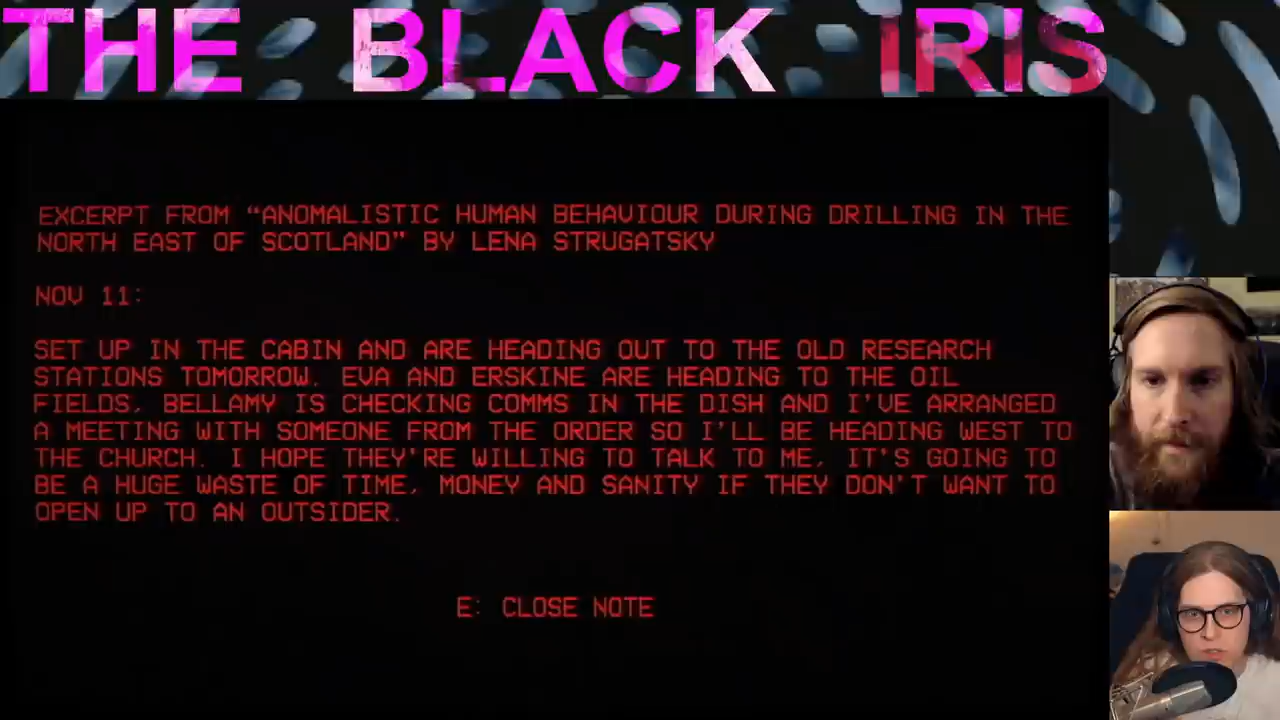 THE BLACK IRIS
EXCERPT FROM “ANOMALISTIC HUMAN BEHAVIOUR DURING DRILLING IN THE
NORTH EAST OF SCOTLAND” BY LENA STRUGATSKY
NOV 11:
SET UP IN THE CABIN AND ARE HEADING OUT TO THE OLD RESEARCH
STATIONS TOMORROW. EVA AND ERSKINE ARE HEADING TO THE OIL
FIELDS, BELLAMY IS CHECKING COMMS IN THE DISH AND I'VE ARRANGED
A MEETING WITH SOMEONE FROM THE ORDER SO I'LL BE HEADING WEST TO
THE CHURCH. I HOPE THEY'RE WILLING TO TALK TO ME, IT'S GOING TO
BE A HUGE WASTE OF TIME, MONEY AND SANITY IF THEY DON'T WANT TO
OPEN UP TO AN OUTSIDER.
E: CLOSE NOTE